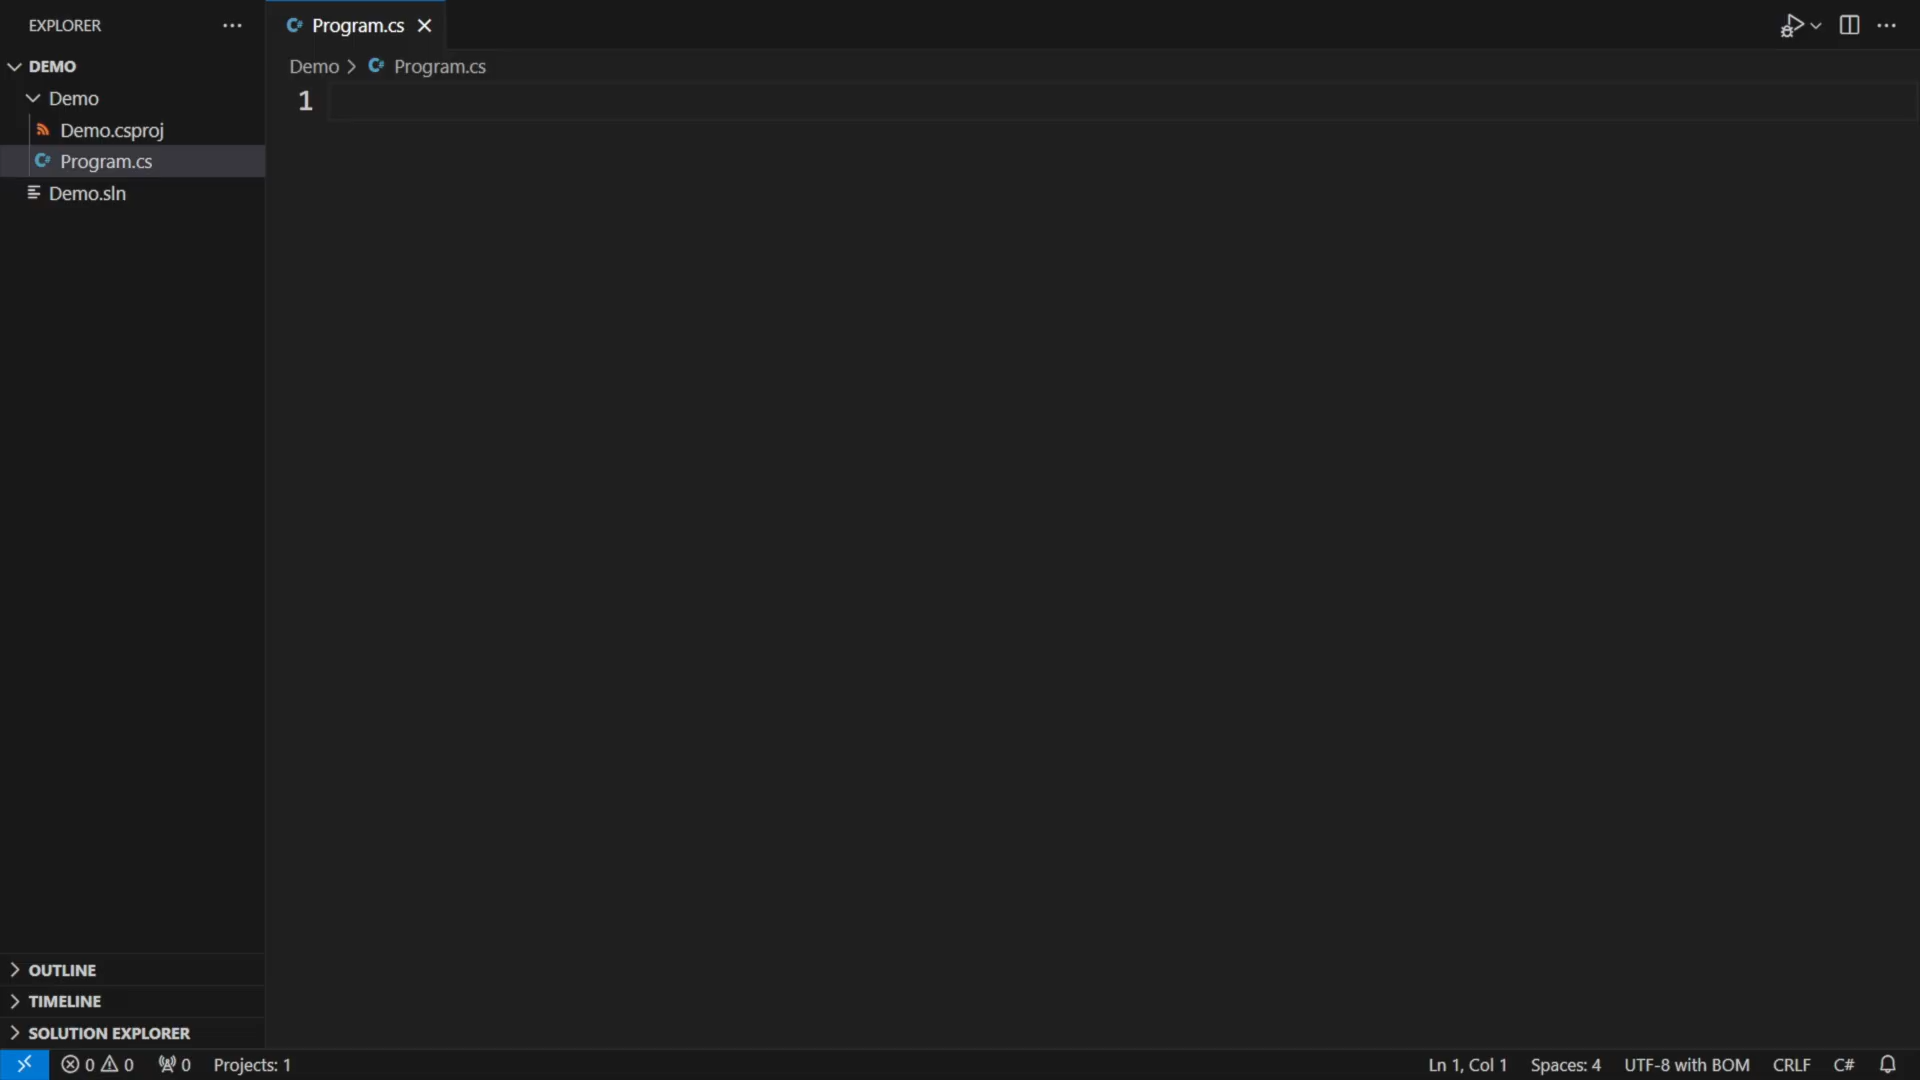 EXPLORER
DEMO
Demo
Demo.csproj
Program.cs
Demo.sln
OUTLINE
TIMELINE
SOLUTION EXPLORER
Program.cs
Demo > Program.cs
1
0 0 0 Projects: 1
Ln 1, Col 1 Spaces: 4 UTF-8 with BOM CRLF C#